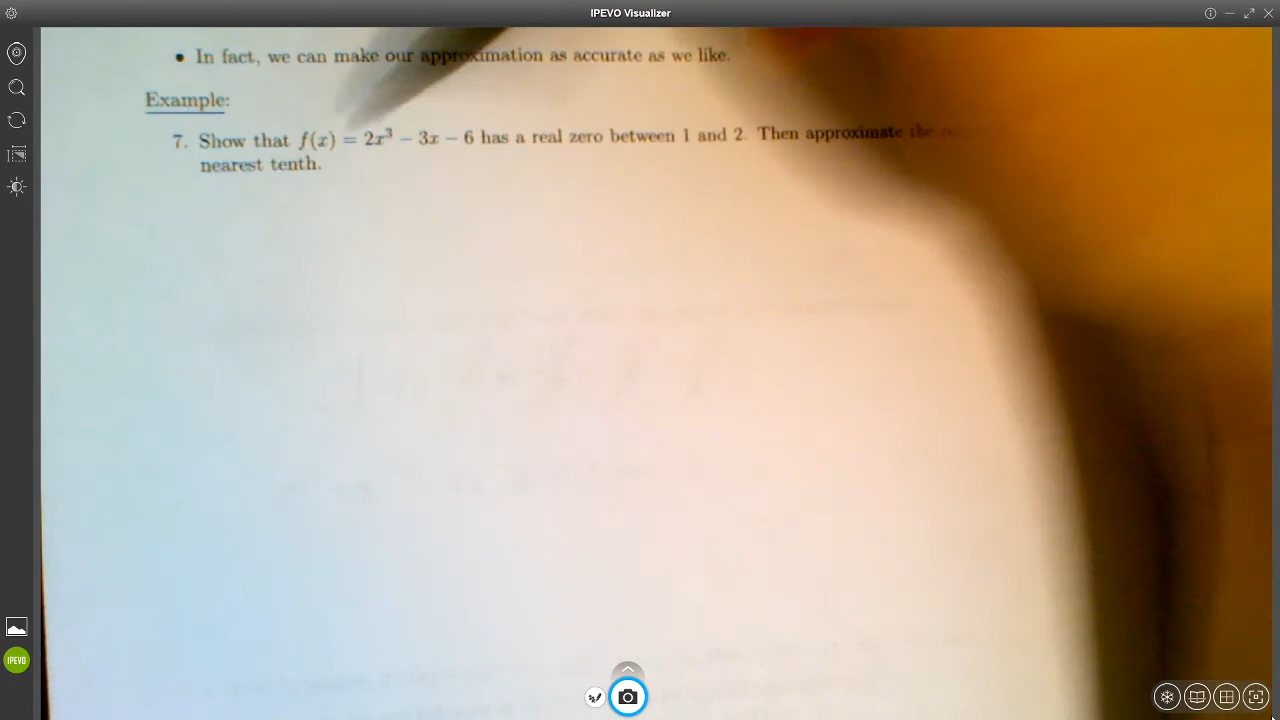 IPEVO Visualizer
• In fact, we can make our approximation as accurate as we like.
Example:
7. Show that f(x) = 2x³ − 3x − 6 has a real zero between 1 and 2. Then approximate the
nearest tenth.
IPEVO